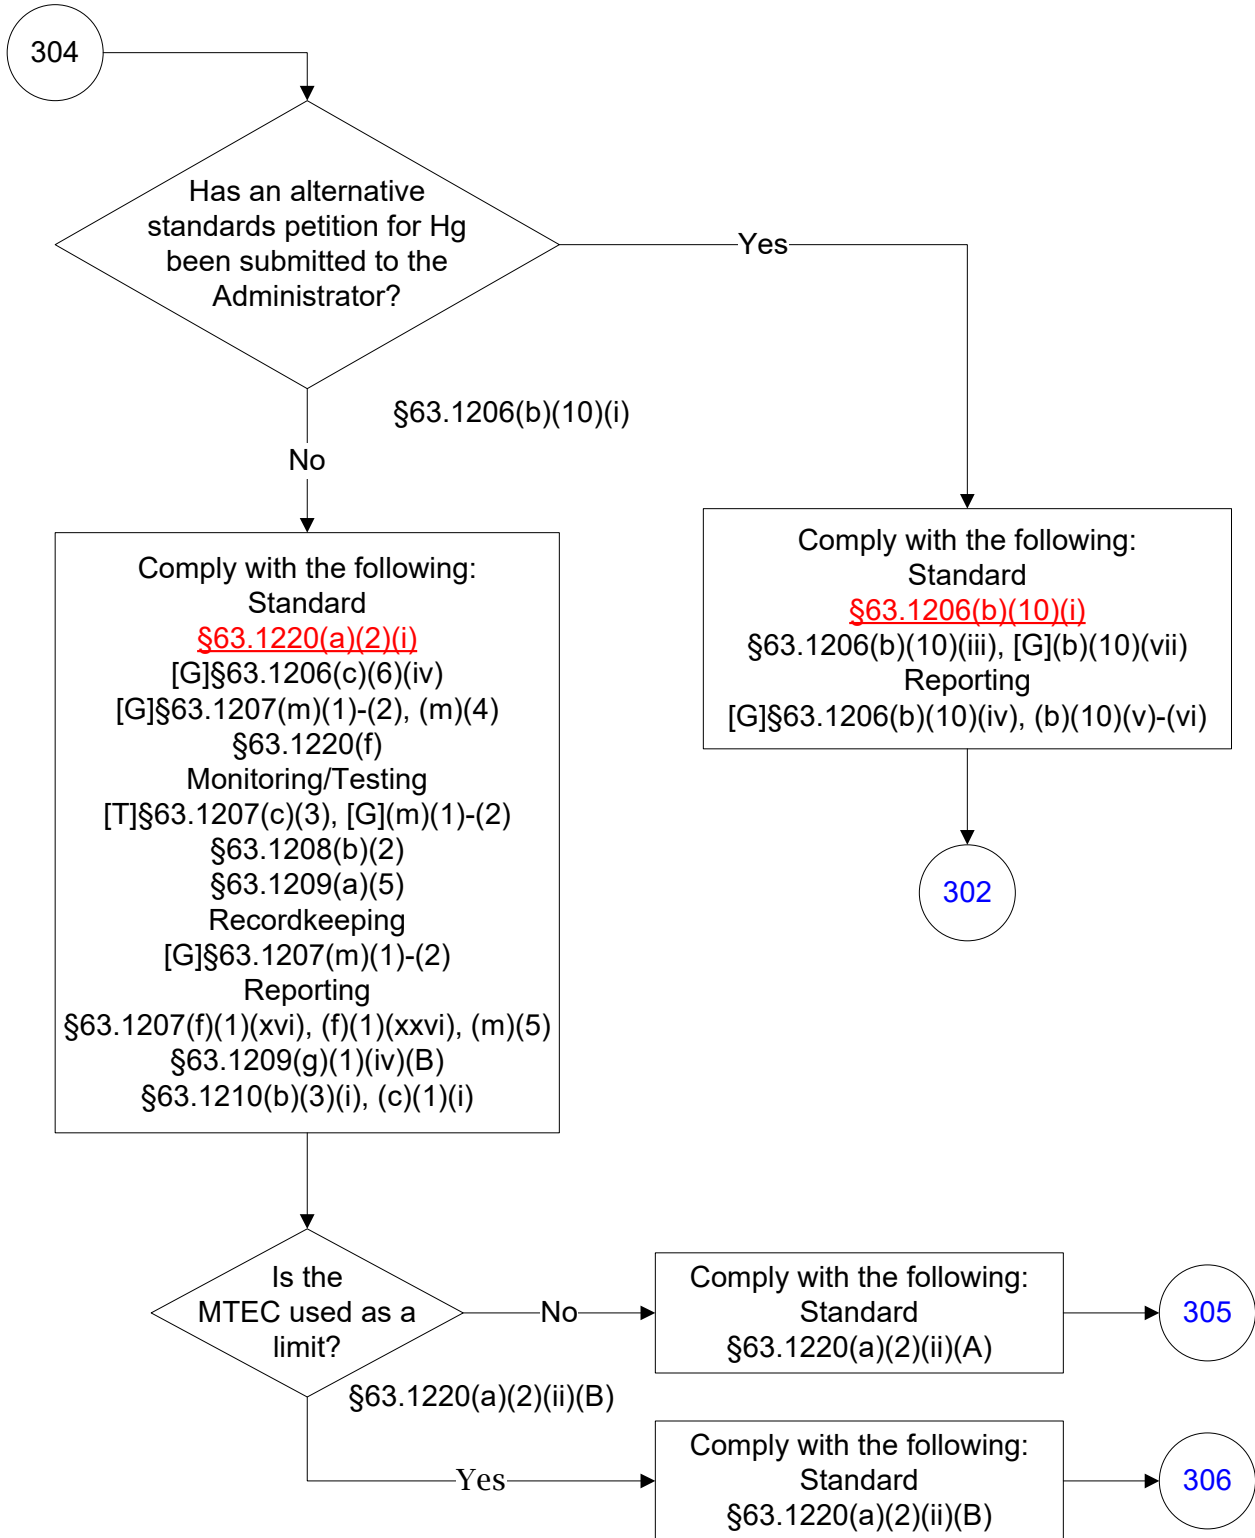 304
Has an alternative
standards petition for Hg
been submitted to the
Administrator?
Yes
§63.1206(b)(10)(i)
No
Comply with the following:
Standard
§63.1220(a)(2)(i)
[G]§63.1206(c)(6)(iv)
[G]§63.1207(m)(1)-(2), (m)(4)
§63.1220(f)
Monitoring/Testing
[T]§63.1207(c)(3), [G](m)(1)-(2)
§63.1208(b)(2)
§63.1209(a)(5)
Recordkeeping
[G]§63.1207(m)(1)-(2)
Reporting
§63.1207(f)(1)(xvi), (f)(1)(xxvi), (m)(5)
§63.1209(g)(1)(iv)(B)
§63.1210(b)(3)(i), (c)(1)(i)
Comply with the following:
Standard
§63.1206(b)(10)(i)
§63.1206(b)(10)(iii), [G](b)(10)(vii)
Reporting
[G]§63.1206(b)(10)(iv), (b)(10)(v)-(vi)
302
Is the
MTEC used as a
limit?
No
Comply with the following:
Standard
§63.1220(a)(2)(ii)(A)
305
§63.1220(a)(2)(ii)(B)
Yes
Comply with the following:
Standard
§63.1220(a)(2)(ii)(B)
306